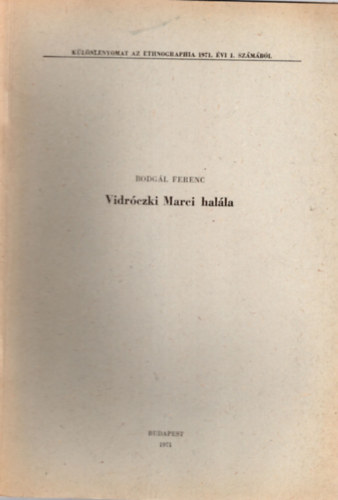 KÜLÖNLENYOMAT AZ ETHNOGRAPHIA 1973. ÉVI 1. SZÁMÁBÓL
BODGÁL FERENC
Vidróczki Marci halála
BUDAPEST
1973